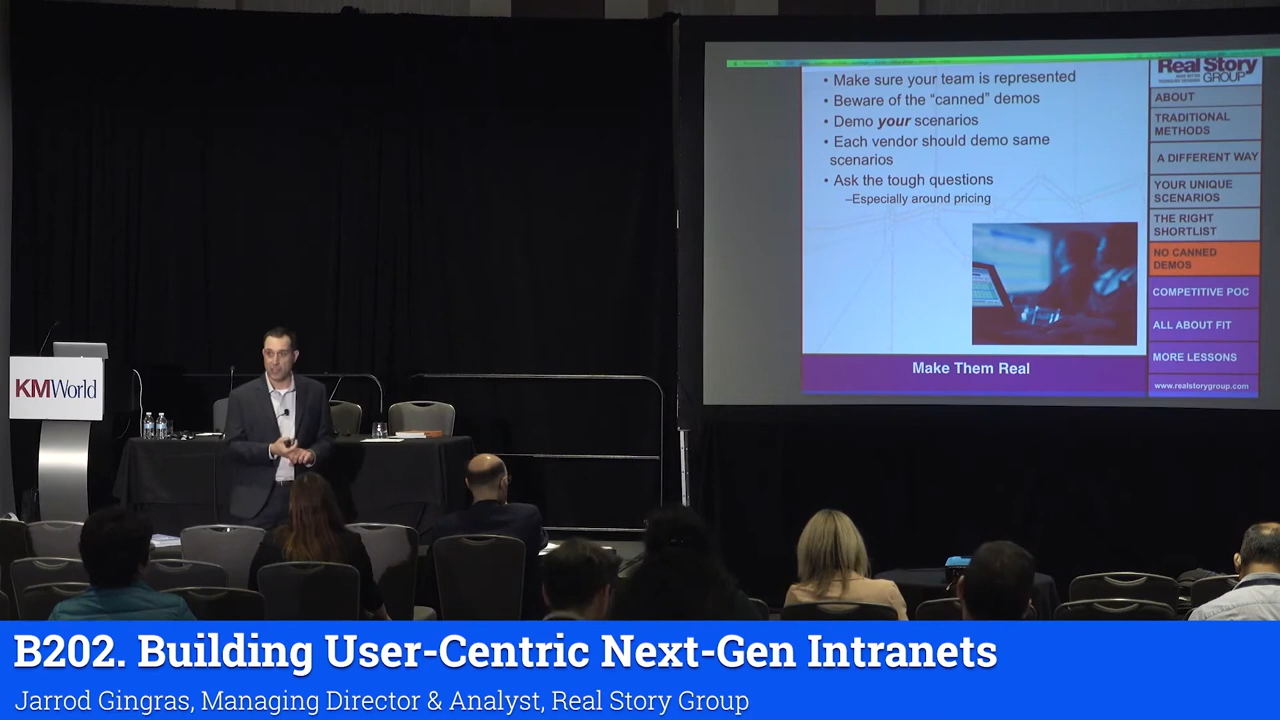 • Make sure your team is represented
• Beware of the “canned” demos
• Demo your scenarios
• Each vendor should demo same
scenarios
• Ask the tough questions
–Especially around pricing
Make Them Real
Real Story
GROUP
ABOUT
TRADITIONAL
METHODS
A DIFFERENT WAY
YOUR UNIQUE
SCENARIOS
THE RIGHT
SHORTLIST
NO CANNED
DEMOS
COMPETITIVE POC
ALL ABOUT FIT
MORE LESSONS
www.realstorygroup.com
KMWorld
B202. Building User-Centric Next-Gen Intranets
Jarrod Gingras, Managing Director & Analyst, Real Story Group